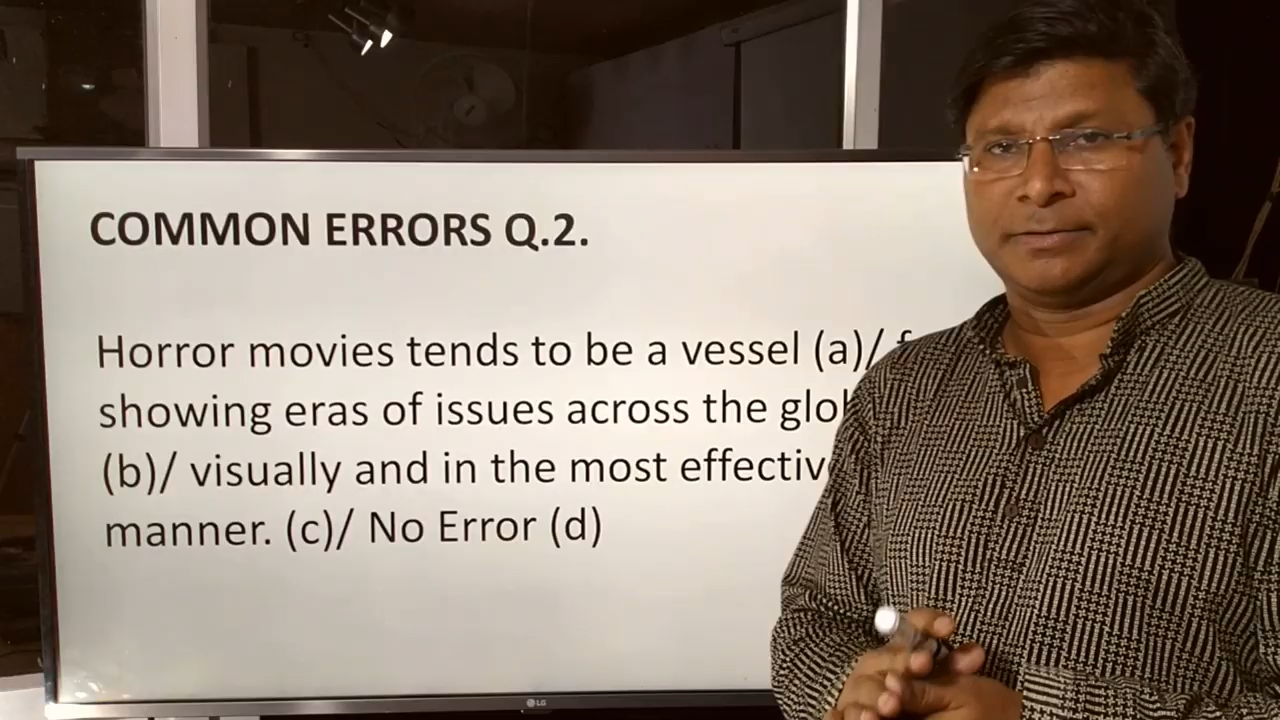 COMMON ERRORS Q.2.
Horror movies tends to be a vessel (a)/
showing eras of issues across the
(b)/ visually and in the most
manner. (c)/ No Error (d)
LG